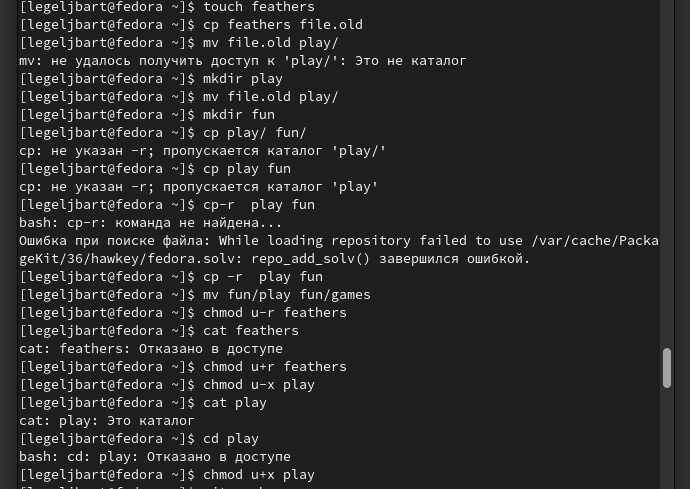 [legeljbart@fedora ~]$ touch feathers
[legeljbart@fedora ~]$ cp feathers file.old
[legeljbart@fedora ~]$ mv file.old play/
mv: не удалось получить доступ к 'play/': Это не каталог
[legeljbart@fedora ~]$ mkdir play
[legeljbart@fedora ~]$ mv file.old play/
[legeljbart@fedora ~]$ mkdir fun
[legeljbart@fedora ~]$ cp play/ fun/
cp: не указан -r; пропускается каталог 'play/'
[legeljbart@fedora ~]$ cp play fun
cp: не указан -r; пропускается каталог 'play'
[legeljbart@fedora ~]$ cp-r  play fun
bash: cp-r: команда не найдена...
Ошибка при поиске файла: While loading repository failed to use /var/cache/Packa
geKit/36/hawkey/fedora.solv: repo_add_solv() завершился ошибкой.
[legeljbart@fedora ~]$ cp -r  play fun
[legeljbart@fedora ~]$ mv fun/play fun/games
[legeljbart@fedora ~]$ chmod u-r feathers
[legeljbart@fedora ~]$ cat feathers
cat: feathers: Отказано в доступе
[legeljbart@fedora ~]$ chmod u+r feathers
[legeljbart@fedora ~]$ chmod u-x play
[legeljbart@fedora ~]$ cat play
cat: play: Это каталог
[legeljbart@fedora ~]$ cd play
bash: cd: play: Отказано в доступе
[legeljbart@fedora ~]$ chmod u+x play